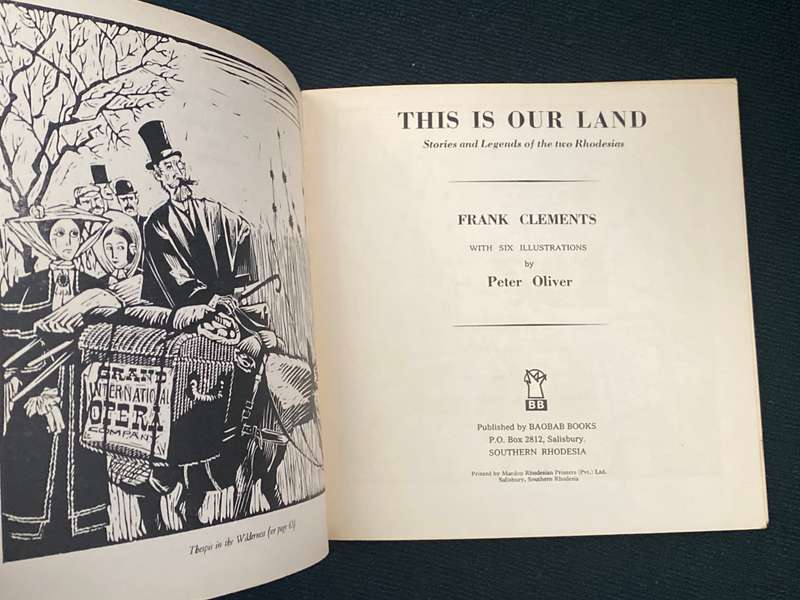 GRAND
INTERNATIONAL
OPERA
COMPANY
Thespis in the Wilderness (see page 63)
THIS IS OUR LAND
Stories and Legends of the two Rhodesias
FRANK CLEMENTS
WITH SIX ILLUSTRATIONS
by
Peter Oliver
BB
Published by BAOBAB BOOKS
P.O. Box 2812, Salisbury.
SOUTHERN RHODESIA
Printed by Mardon Rhodesian Printers (Pvt.) Ltd.
Salisbury, Southern Rhodesia